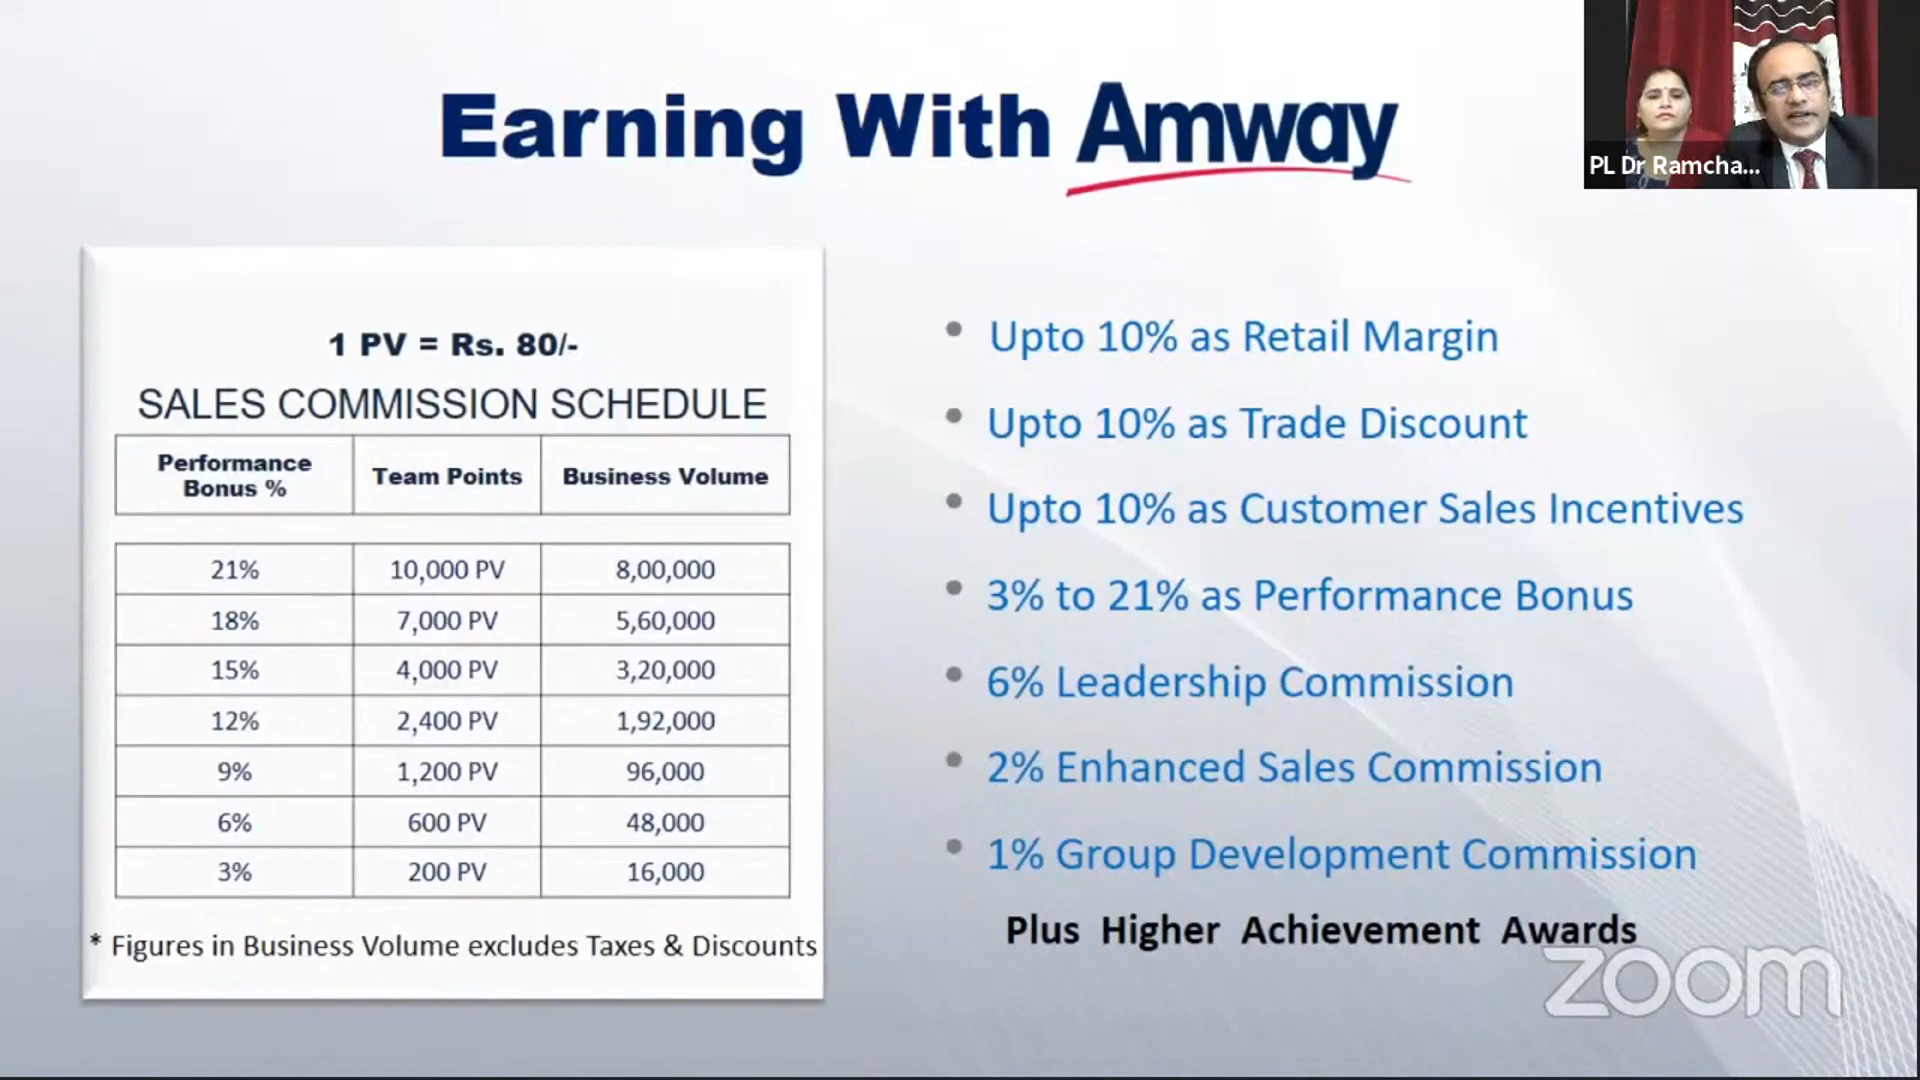 Earning With Amway
PL Dr Ramcha...
1 PV = Rs. 80/-
SALES COMMISSION SCHEDULE
Performance Bonus % Team Points Business Volume
21% 10,000 PV 8,00,000
18% 7,000 PV 5,60,000
15% 4,000 PV 3,20,000
12% 2,400 PV 1,92,000
9% 1,200 PV 96,000
6% 600 PV 48,000
3% 200 PV 16,000
* Figures in Business Volume excludes Taxes & Discounts
• Upto 10% as Retail Margin
• Upto 10% as Trade Discount
• Upto 10% as Customer Sales Incentives
• 3% to 21% as Performance Bonus
• 6% Leadership Commission
• 2% Enhanced Sales Commission
• 1% Group Development Commission
Plus Higher Achievement Awards
zoom